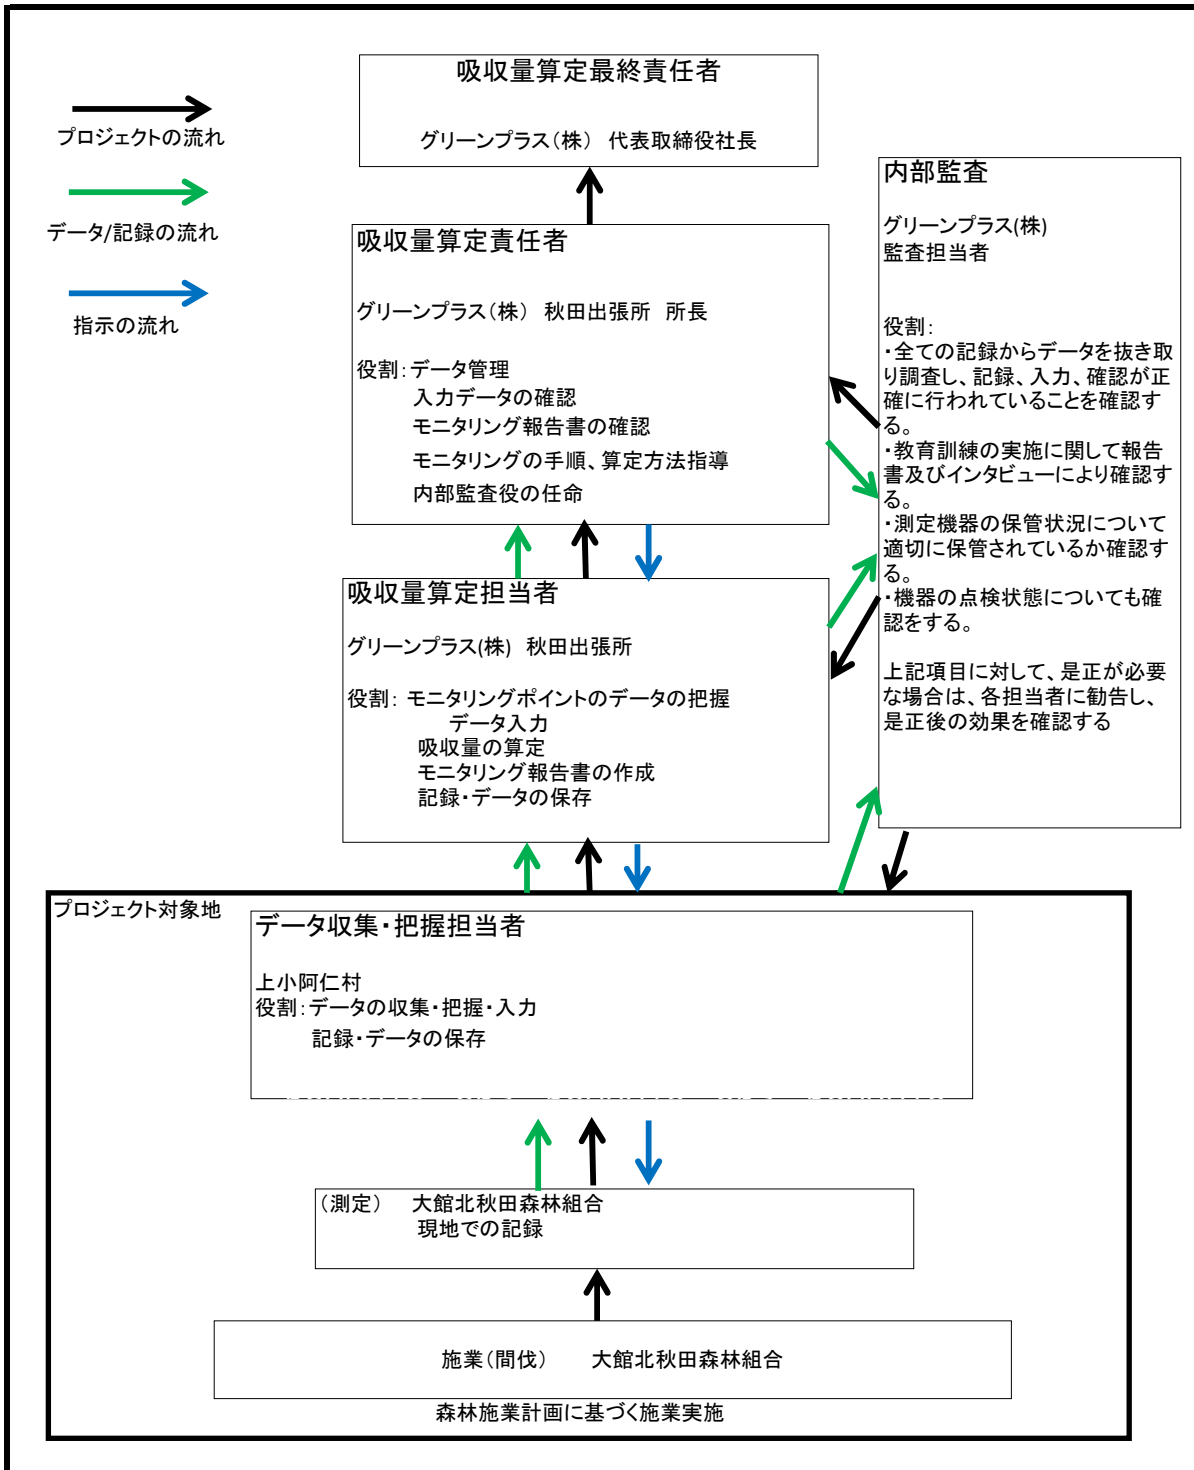 吸収量算定最終責任者
グリーンプラス（株）　代表取締役社長
プロジェクトの流れ
データ/記録の流れ
指示の流れ
吸収量算定責任者
グリーンプラス（株）　秋田出張所　所長
役割：データ管理
入力データの確認
モニタリング報告書の確認
モニタリングの手順、算定方法指導
内部監査役の任命
内部監査
グリーンプラス(株)
監査担当者
役割：
・全ての記録からデータを抜き取
り調査し、記録、入力、確認が正
確に行われていることを確認す
る。
・教育訓練の実施に関して報告
書及びインタビューにより確認す
る。
・測定機器の保管状況について
適切に保管されているか確認す
る。
・機器の点検状態についても確
認をする。
上記項目に対して、是正が必要
な場合は、各担当者に勧告し、
是正後の効果を確認する
吸収量算定担当者
グリーンプラス(株)　秋田出張所
役割：モニタリングポイントのデータの把握
データ入力
吸収量の算定
モニタリング報告書の作成
記録・データの保存
プロジェクト対象地
データ収集・把握担当者
上小阿仁村
役割：データの収集・把握・入力
記録・データの保存
（測定）　大館北秋田森林組合
現地での記録
施業（間伐）　大館北秋田森林組合
森林施業計画に基づく施業実施